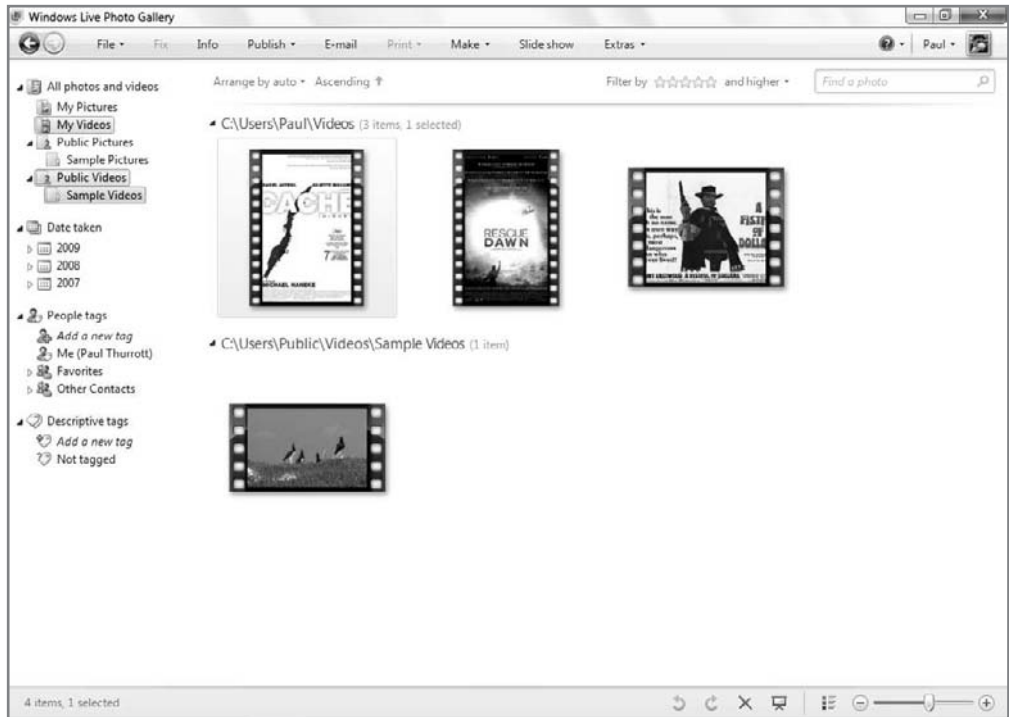 Windows Live Photo Gallery
File Fix Info Publish E-mail Print Make Slide show Extras Paul
All photos and videos
My Pictures
My Videos
Public Pictures
Sample Pictures
Public Videos
Sample Videos
Date taken
2009
2008
2007
People tags
Add a new tag
Me (Paul Thurrott)
Favorites
Other Contacts
Descriptive tags
Add a new tag
Not tagged
Arrange by auto Ascending
Filter by and higher
Find a photo
C:\Users\Paul\Videos (3 items, 1 selected)
CACHÉ
MICHAEL HANEKE
RESCUE
DAWN
A
FISTF
OF
DOLLA
C:\Users\Public\Videos\Sample Videos (1 item)
4 items, 1 selected